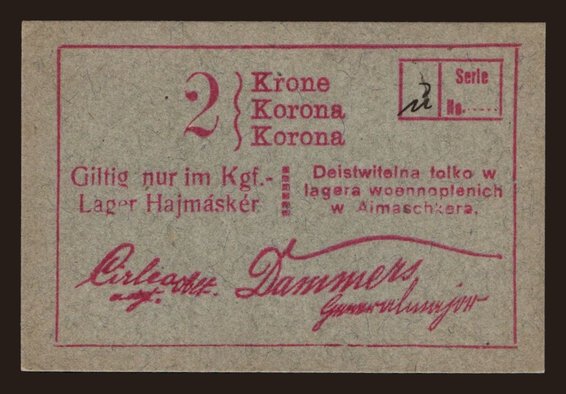 2
Krone
Korona
Korona
Serie
No.......
Giltig nur im Kgf.-
Lager Hajmáskér
Deistwitelna tolko w
lagera woennoplenich
w Aimaschkera.
Dammers
Generalmajor